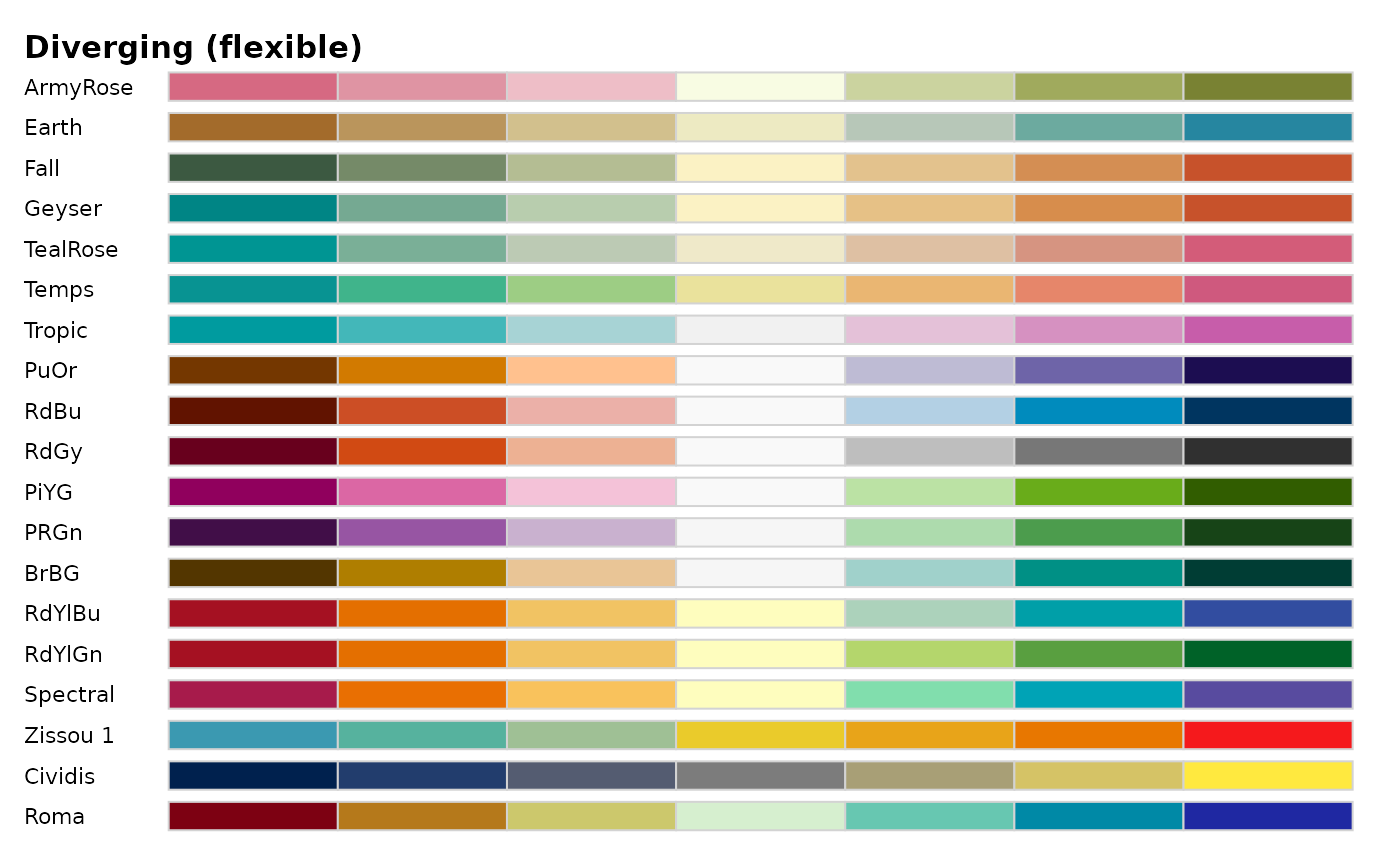 Diverging (flexible)
ArmyRose
Earth
Fall
Geyser
TealRose
Temps
Tropic
PuOr
RdBu
RdGy
PiYG
PRGn
BrBG
RdYlBu
RdYlGn
Spectral
Zissou 1
Cividis
Roma